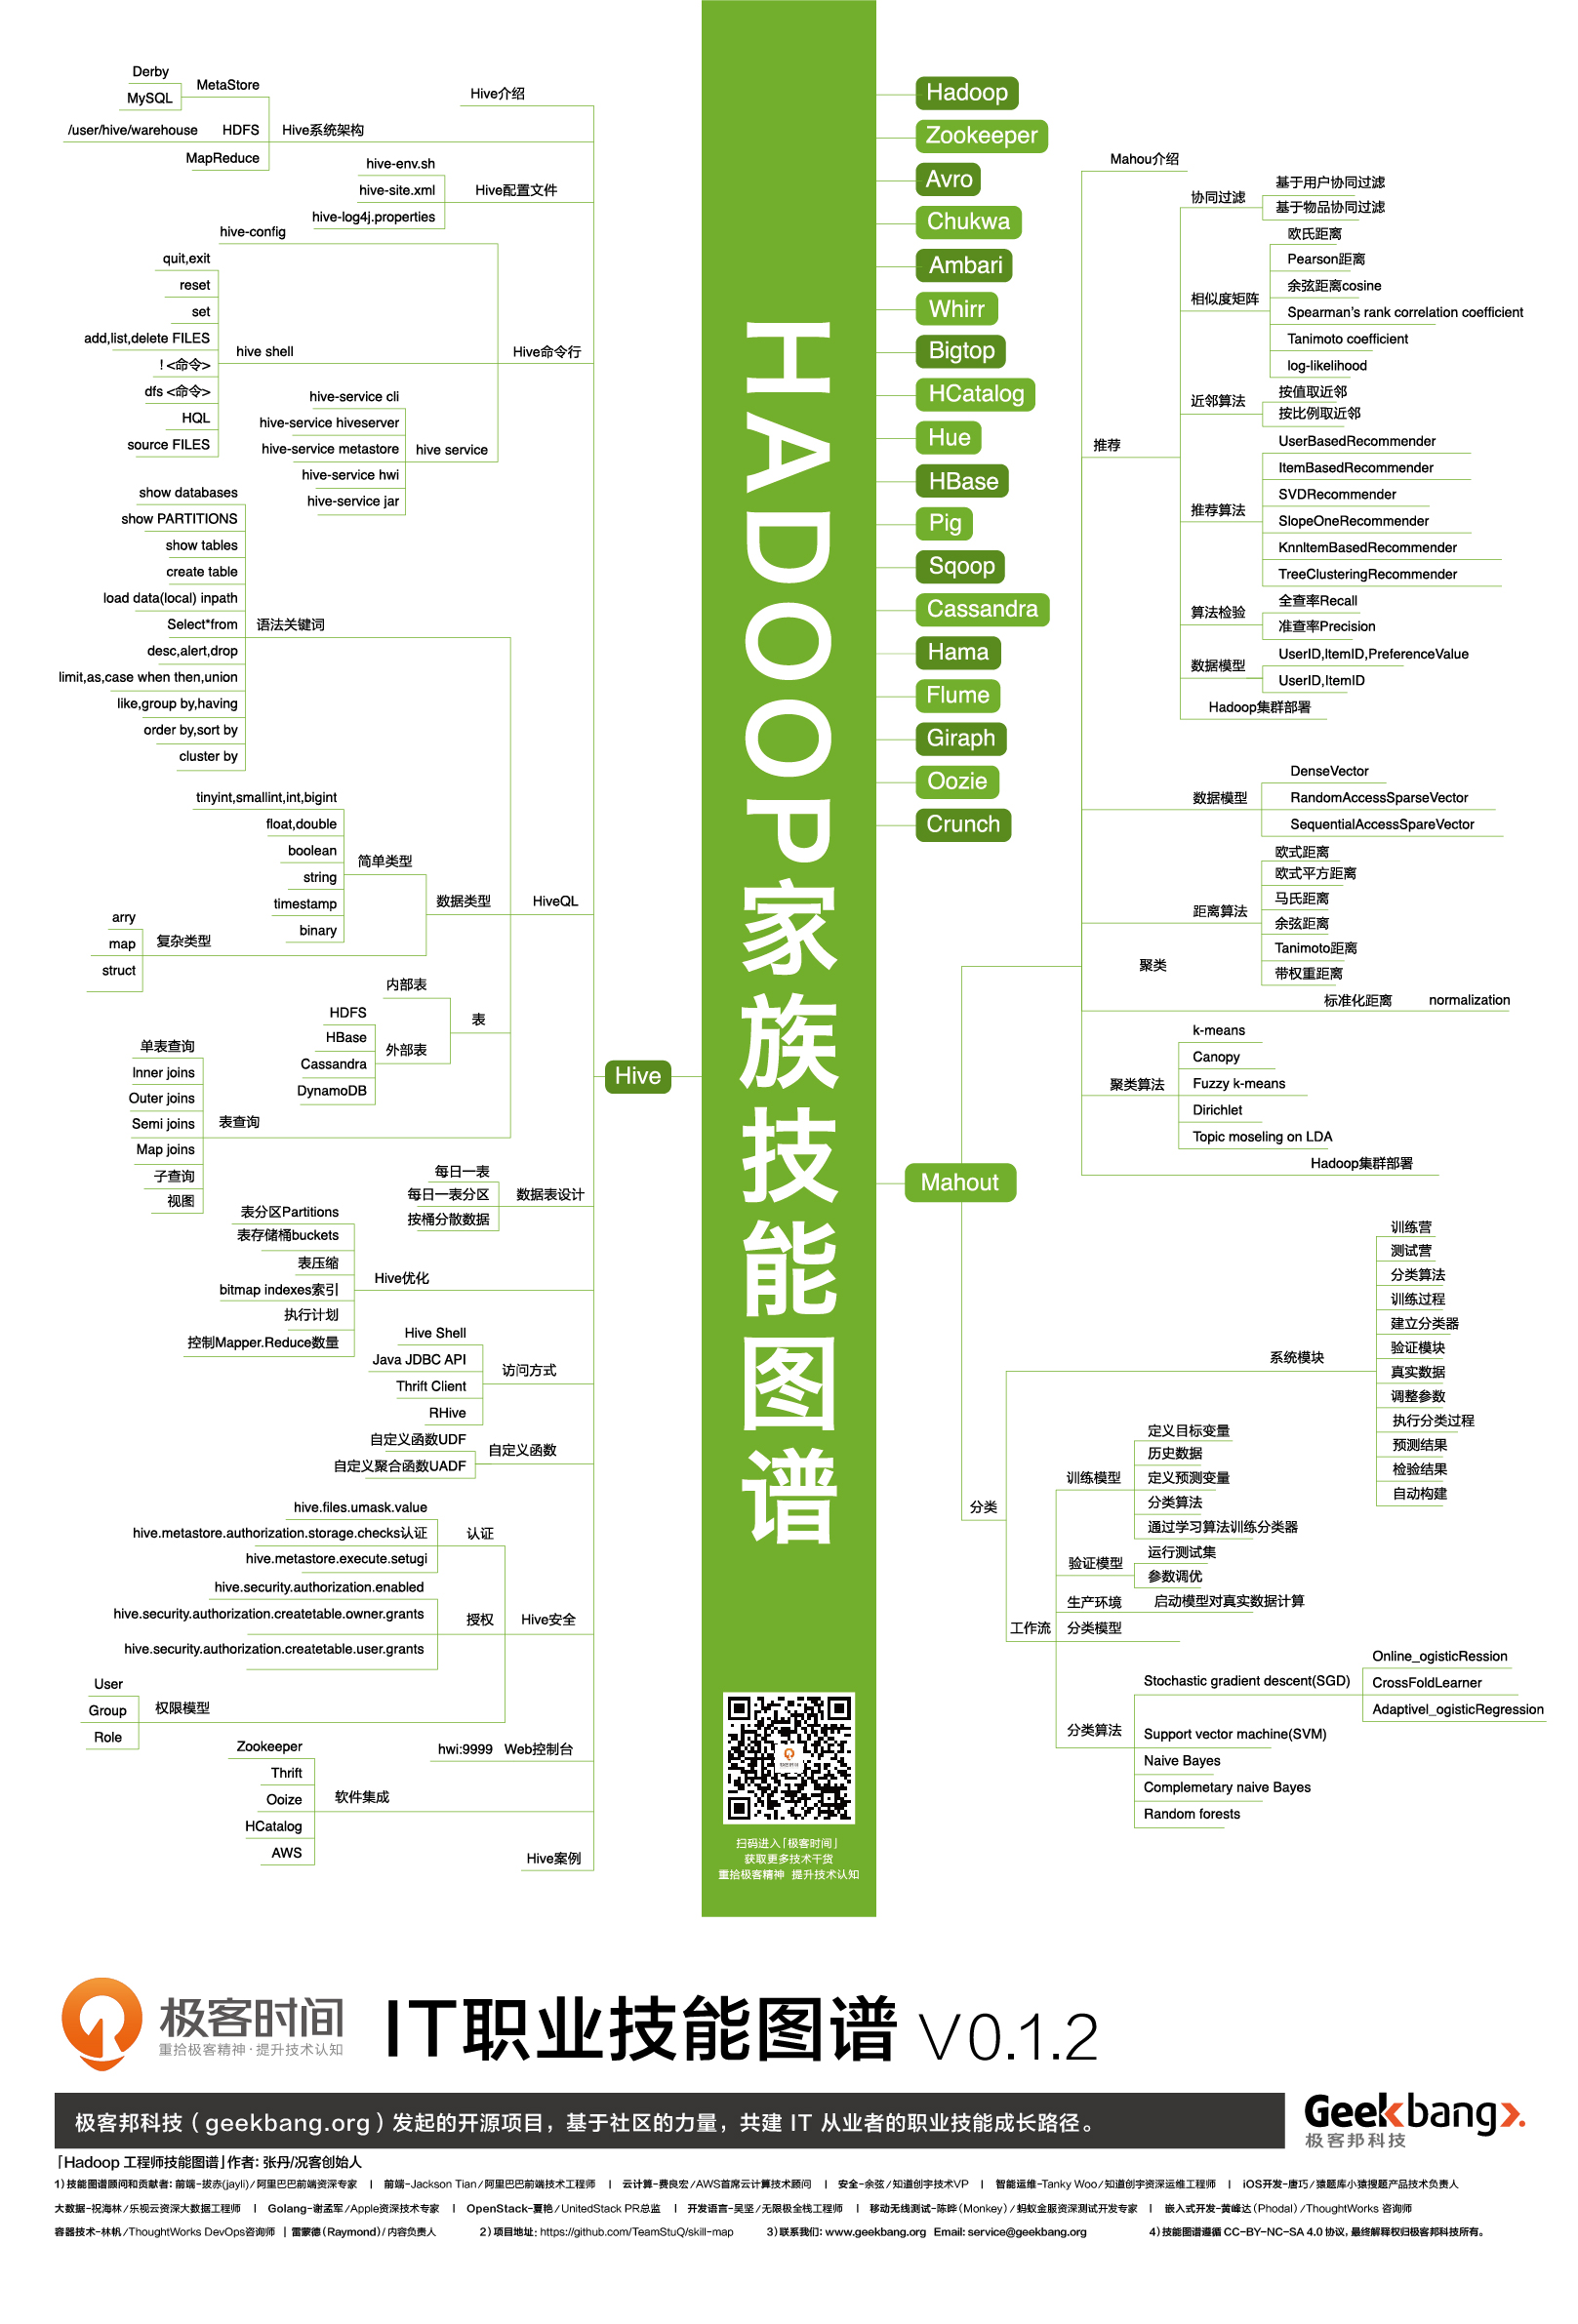 HADOOP家族技能图谱
Hive
Hive介绍
Hive系统架构
MetaStore
Derby
MySQL
HDFS
/user/hive/warehouse
MapReduce
Hive配置文件
hive-env.sh
hive-site.xml
hive-log4j.properties
Hive命令行
hive-config
hive shell
quit,exit
reset
set
add,list,delete FILES
! <命令>
dfs <命令>
HQL
source FILES
hive service
hive-service cli
hive-service hiveserver
hive-service metastore
hive-service hwi
hive-service jar
HiveQL
语法关键词
show databases
show PARTITIONS
show tables
create table
load data(local) inpath
Select*from
desc,alert,drop
limit,as,case when then,union
like,group by,having
order by,sort by
cluster by
数据类型
简单类型
tinyint,smallint,int,bigint
float,double
boolean
string
timestamp
binary
复杂类型
arry
map
struct
表
内部表
外部表
HDFS
HBase
Cassandra
DynamoDB
表查询
单表查询
Inner joins
Outer joins
Semi joins
Map joins
子查询
视图
数据表设计
每日一表
每日一表分区
按桶分散数据
Hive优化
表分区Partitions
表存储桶buckets
表压缩
bitmap indexes索引
执行计划
控制Mapper.Reduce数量
访问方式
Hive Shell
Java JDBC API
Thrift Client
RHive
自定义函数
自定义函数UDF
自定义聚合函数UADF
Hive安全
认证
hive.files.umask.value
hive.metastore.authorization.storage.checks认证
hive.metastore.execute.setugi
授权
hive.security.authorization.enabled
hive.security.authorization.createtable.owner.grants
hive.security.authorization.createtable.user.grants
权限模型
User
Group
Role
Web控制台
hwi:9999
软件集成
Zookeeper
Thrift
Ooize
HCatalog
AWS
Hive案例
Hadoop
Zookeeper
Avro
Chukwa
Ambari
Whirr
Bigtop
HCatalog
Hue
HBase
Pig
Sqoop
Cassandra
Hama
Flume
Giraph
Oozie
Crunch
Mahout
Mahou介绍
推荐
协同过滤
基于用户协同过滤
基于物品协同过滤
相似度矩阵
欧氏距离
Pearson距离
余弦距离cosine
Spearman's rank correlation coefficient
Tanimoto coefficient
log-likelihood
近邻算法
按值取近邻
按比例取近邻
推荐算法
UserBasedRecommender
ItemBasedRecommender
SVDRecommender
SlopeOneRecommender
KnnItemBasedRecommender
TreeClusteringRecommender
算法检验
全查率Recall
准查率Precision
数据模型
UserID,ItemID,PreferenceValue
UserID,ItemID
Hadoop集群部署
聚类
数据模型
DenseVector
RandomAccessSparseVector
SequentialAccessSpareVector
距离算法
欧式距离
欧式平方距离
马氏距离
余弦距离
Tanimoto距离
带权重距离
标准化距离
normalization
聚类算法
k-means
Canopy
Fuzzy k-means
Dirichlet
Topic moseling on LDA
Hadoop集群部署
分类
系统模块
训练营
测试营
分类算法
训练过程
建立分类器
验证模块
真实数据
调整参数
执行分类过程
预测结果
检验结果
自动构建
工作流
训练模型
定义目标变量
历史数据
定义预测变量
分类算法
通过学习算法训练分类器
验证模型
运行测试集
参数调优
生产环境
启动模型对真实数据计算
分类模型
分类算法
Stochastic gradient descent(SGD)
Online_ogisticRession
CrossFoldLearner
Adaptivel_ogisticRegression
Support vector machine(SVM)
Naive Bayes
Complemetary naive Bayes
Random forests
扫码进入「极客时间」
获取更多技术干货
重拾极客精神 提升技术认知
极客时间
重拾极客精神·提升技术认知
IT职业技能图谱 V0.1.2
极客邦科技（geekbang.org）发起的开源项目，基于社区的力量，共建 IT 从业者的职业技能成长路径。
Geekbang>.
极客邦科技
「Hadoop 工程师技能图谱」作者: 张丹/况客创始人
1）技能图谱顾问和贡献者: 前端-拔赤(jayli)/阿里巴巴前端资深专家 | 前端-Jackson Tian/阿里巴巴前端技术工程师 | 云计算-费良宏/AWS首席云计算技术顾问 | 安全-余弦/知道创宇技术VP | 智能运维-Tanky Woo/知道创宇资深运维工程师 | iOS开发-唐巧/猿题库小猿搜题产品技术负责人
大数据-祝海林/乐视云资深大数据工程师 | Golang-谢孟军/Apple资深技术专家 | OpenStack-夏艳/UnitedStack PR总监 | 开发语言-吴坚/无限极全栈工程师 | 移动无线测试-陈晔（Monkey）/蚂蚁金服资深测试开发专家 | 嵌入式开发-黄峰达（Phodal）/ThoughtWorks 咨询师
容器技术-林帆/ThoughtWorks DevOps咨询师 | 雷蒙德（Raymond）/内容负责人 2）项目地址: https://github.com/TeamStuQ/skill-map 3）联系我们: www.geekbang.org Email: service@geekbang.org 4）技能图谱遵循 CC-BY-NC-SA 4.0 协议, 最终解释权归极客邦科技所有。